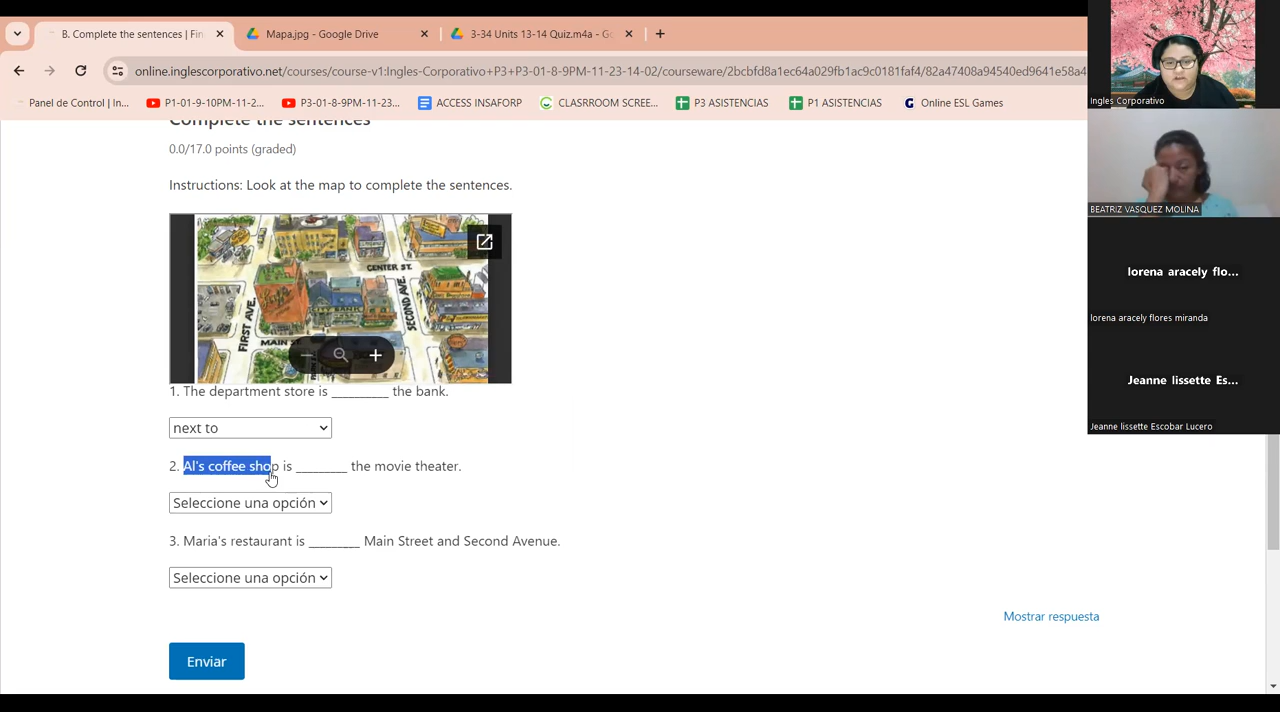 B. Complete the sentences | Fin
Mapa.jpg - Google Drive
3-34 Units 13-14 Quiz.m4a - Go
online.inglescorporativo.net/courses/course-v1:Ingles-Corporativo+P3+P3-01-8-9PM-11-23-14-02/courseware/2bcbfd8a1ec64a029fb1ac9c0181faf4/82a47408a94540ed9641e58a4
Panel de Control | In...
P1-01-9-10PM-11-2...
P3-01-8-9PM-11-23...
ACCESS INSAFORP
CLASSROOM SCREE...
P3 ASISTENCIAS
P1 ASISTENCIAS
Online ESL Games
Complete the sentences
0.0/17.0 points (graded)
Instructions: Look at the map to complete the sentences.
CENTER ST.
FIRST AVE.
SECOND AVE.
BANK
MAIN ST
1. The department store is __________ the bank.
next to
2. Al's coffee shop is ________ the movie theater.
Seleccione una opción
3. Maria's restaurant is ________ Main Street and Second Avenue.
Seleccione una opción
Mostrar respuesta
Enviar
Ingles Corporativo
BEATRIZ VASQUEZ MOLINA
lorena aracely flo...
lorena aracely flores miranda
Jeanne lissette Es...
Jeanne lissette Escobar Lucero